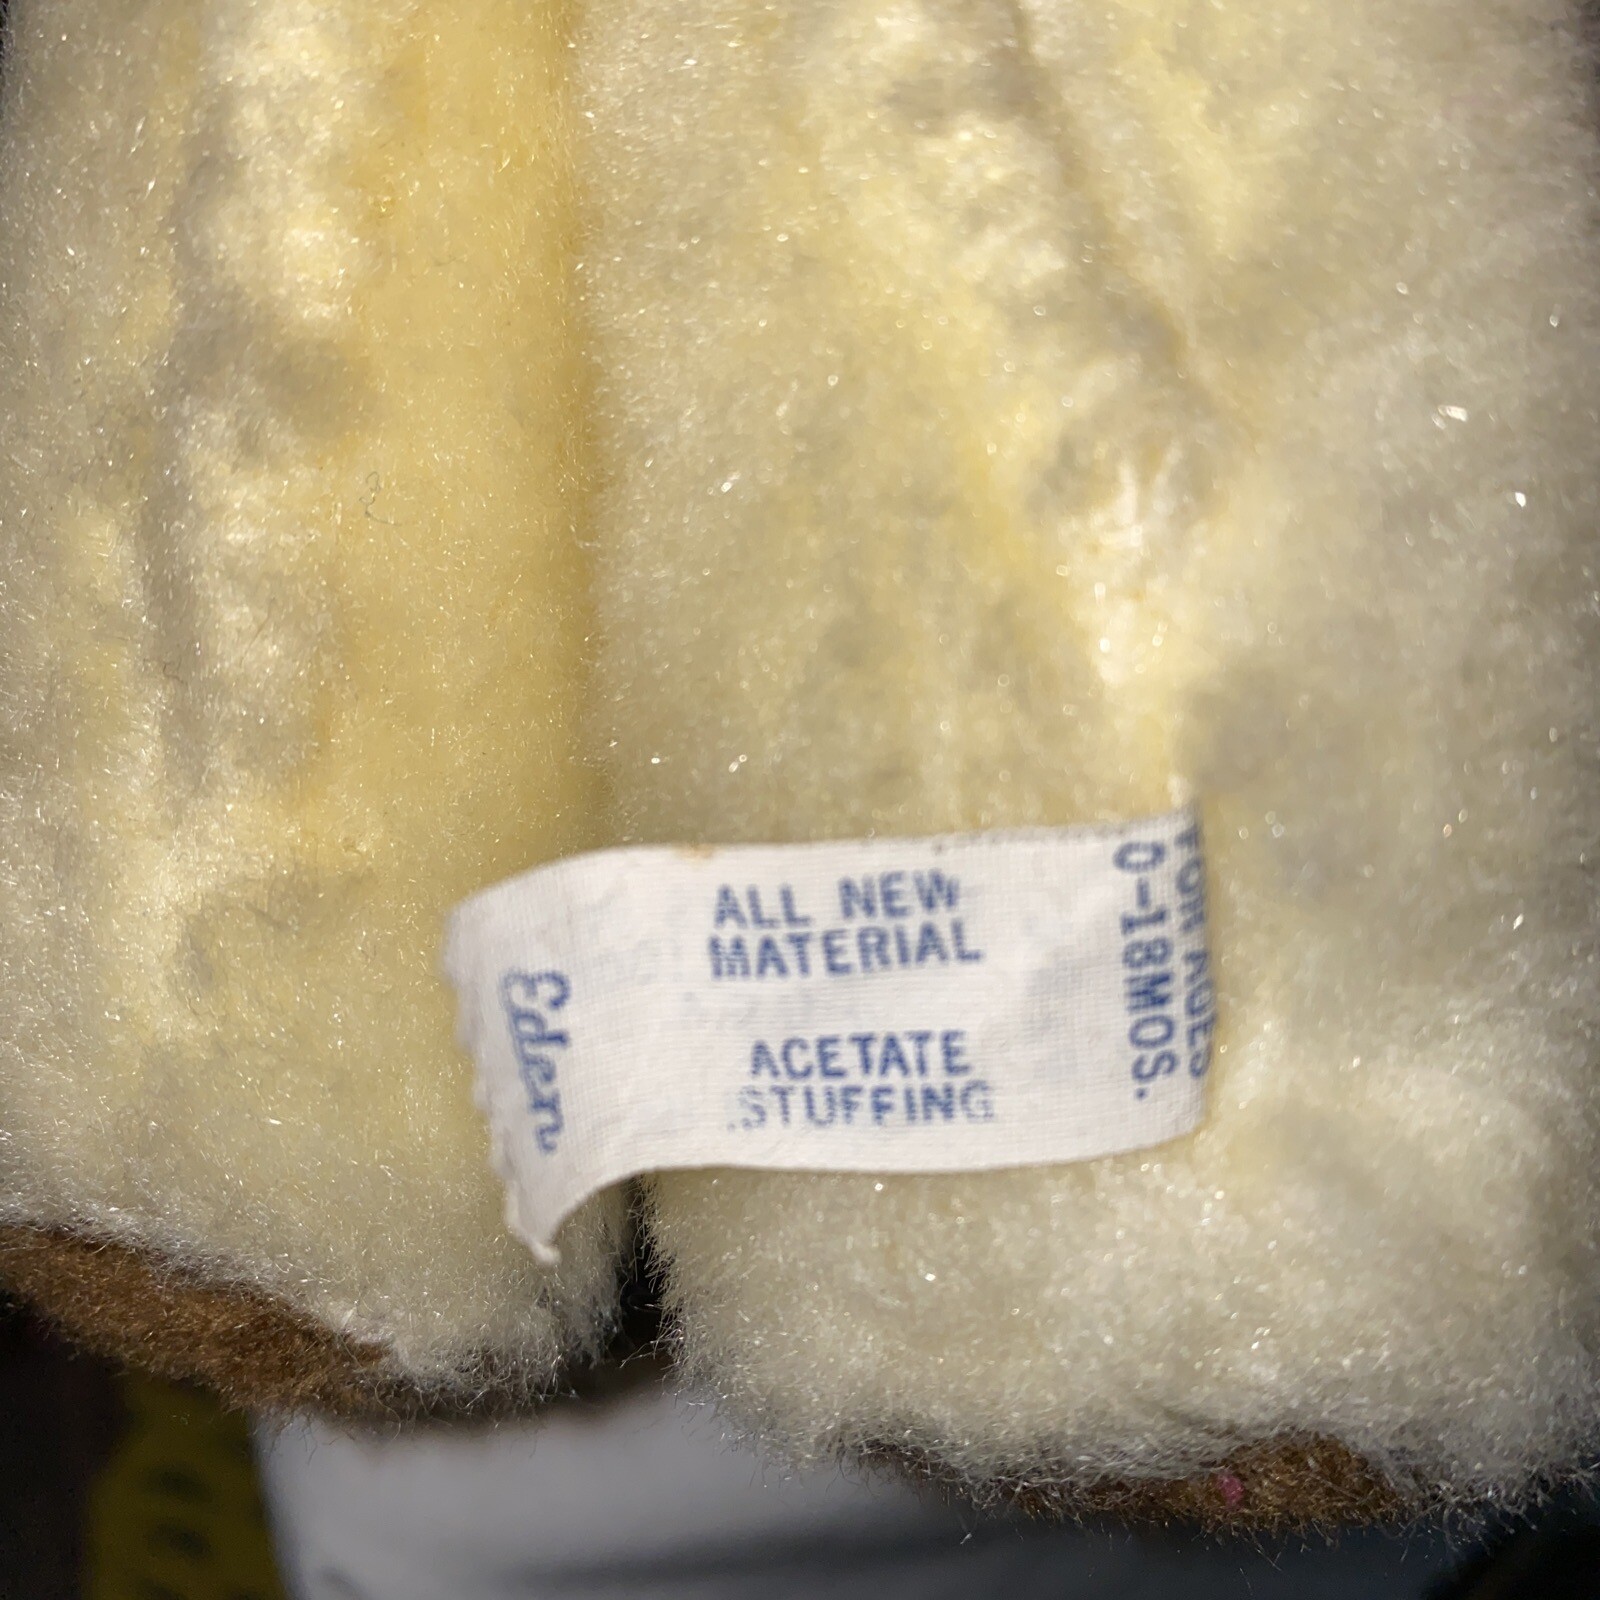 Eden
ALL NEW
MATERIAL
ACETATE
STUFFING
FOR AGES
0-18MOS.